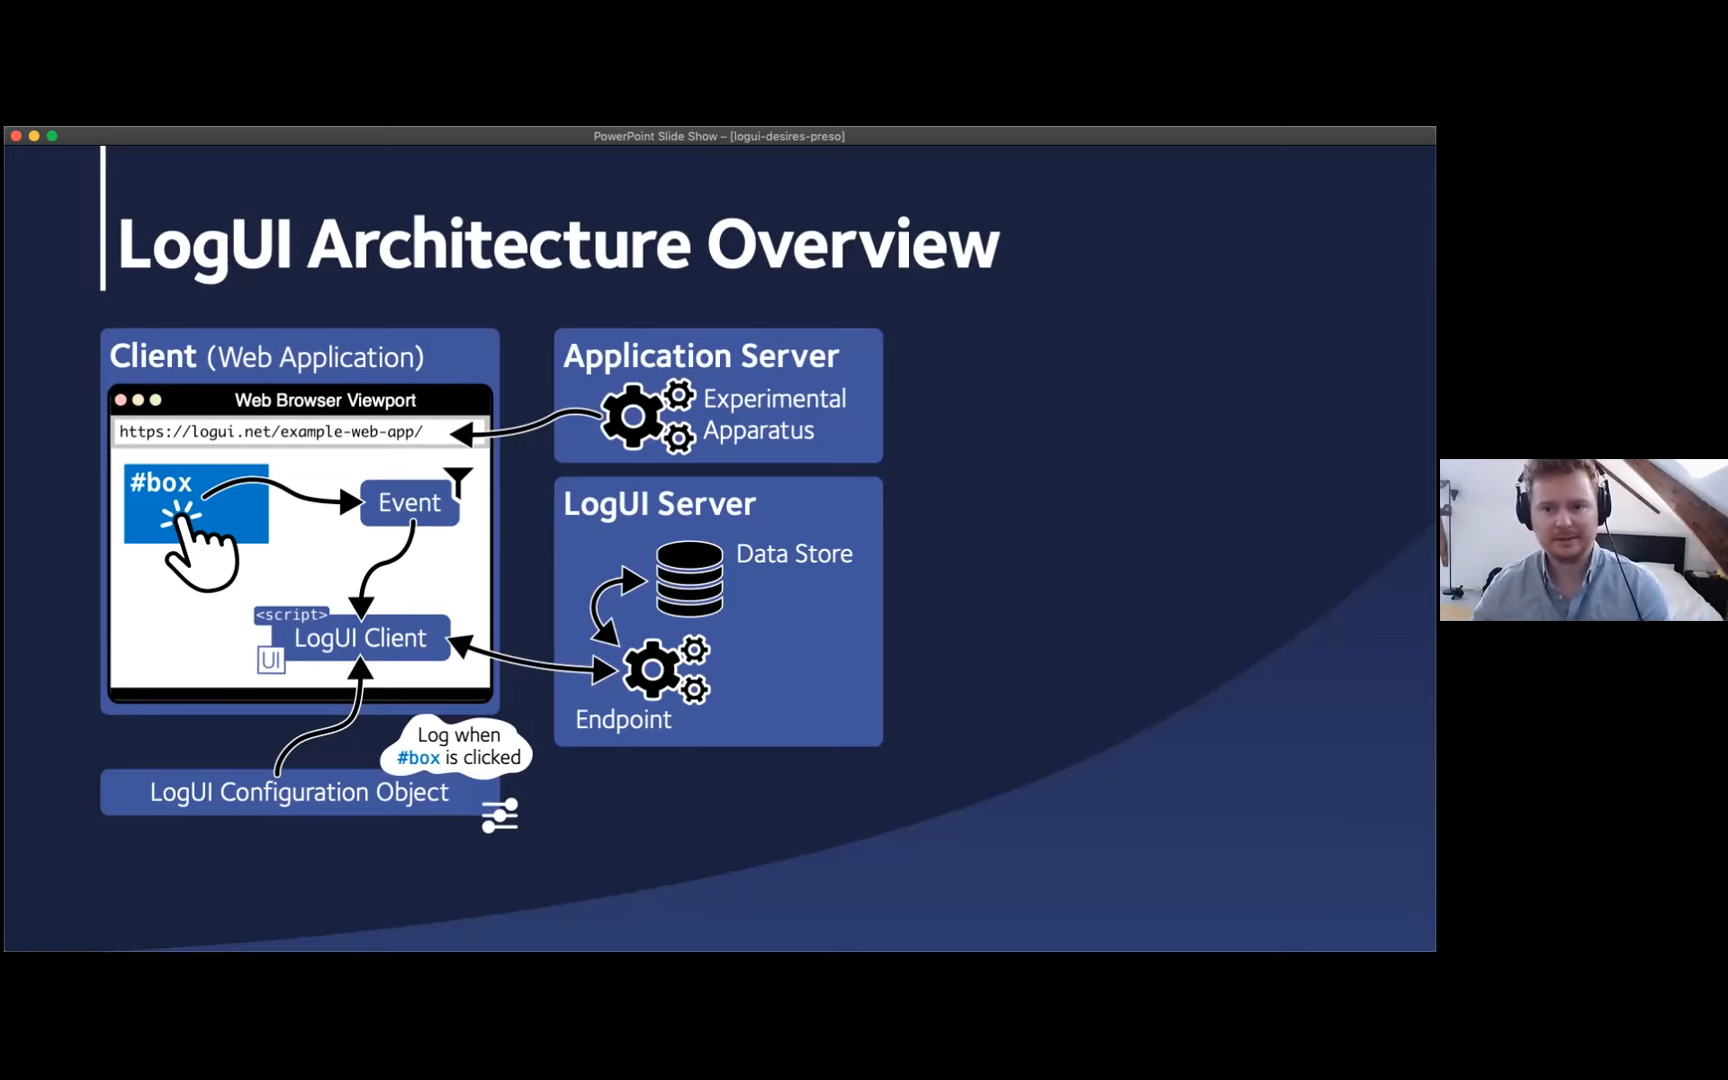 PowerPoint Slide Show – [logui-desires-preso]
LogUI Architecture Overview
Client (Web Application)
Web Browser Viewport
https://logui.net/example-web-app/
#box
Event
<script>
LogUI Client
UI
Log when
#box is clicked
LogUI Configuration Object
Application Server
Experimental
Apparatus
LogUI Server
Data Store
Endpoint